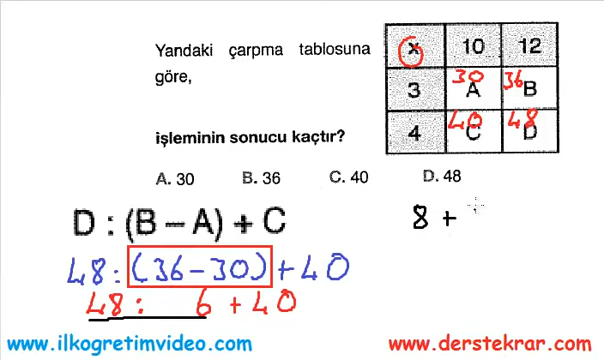 Yandaki çarpma tablosuna
göre,
işleminin sonucu kaçtır?
x 10 12
3 30 A 36 B
4 40 C 48 D
A. 30 B. 36 C. 40 D. 48
D : (B – A) + C
8 +
48 : (36 – 30) + 40
48 : 6 + 40
www.ilkogretimvideo.com www.derstekrar.com